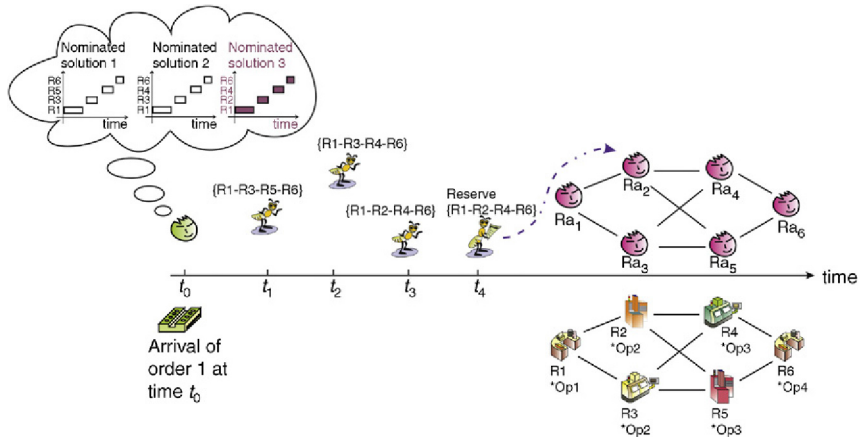 Nominated
solution 1
R6
R5
R3
R1
time
Nominated
solution 2
R6
R4
R3
R1
time
Nominated
solution 3
R6
R4
R2
R1
time
{R1-R3-R5-R6}
{R1-R3-R4-R6}
{R1-R2-R4-R6}
Reserve
{R1-R2-R4-R6}
Ra1
Ra2
Ra4
Ra3
Ra5
Ra6
t0
t1
t2
t3
t4
time
Arrival of
order 1 at
time t0
R1
*Op1
R2
*Op2
R4
*Op3
R3
*Op2
R5
*Op3
R6
*Op4